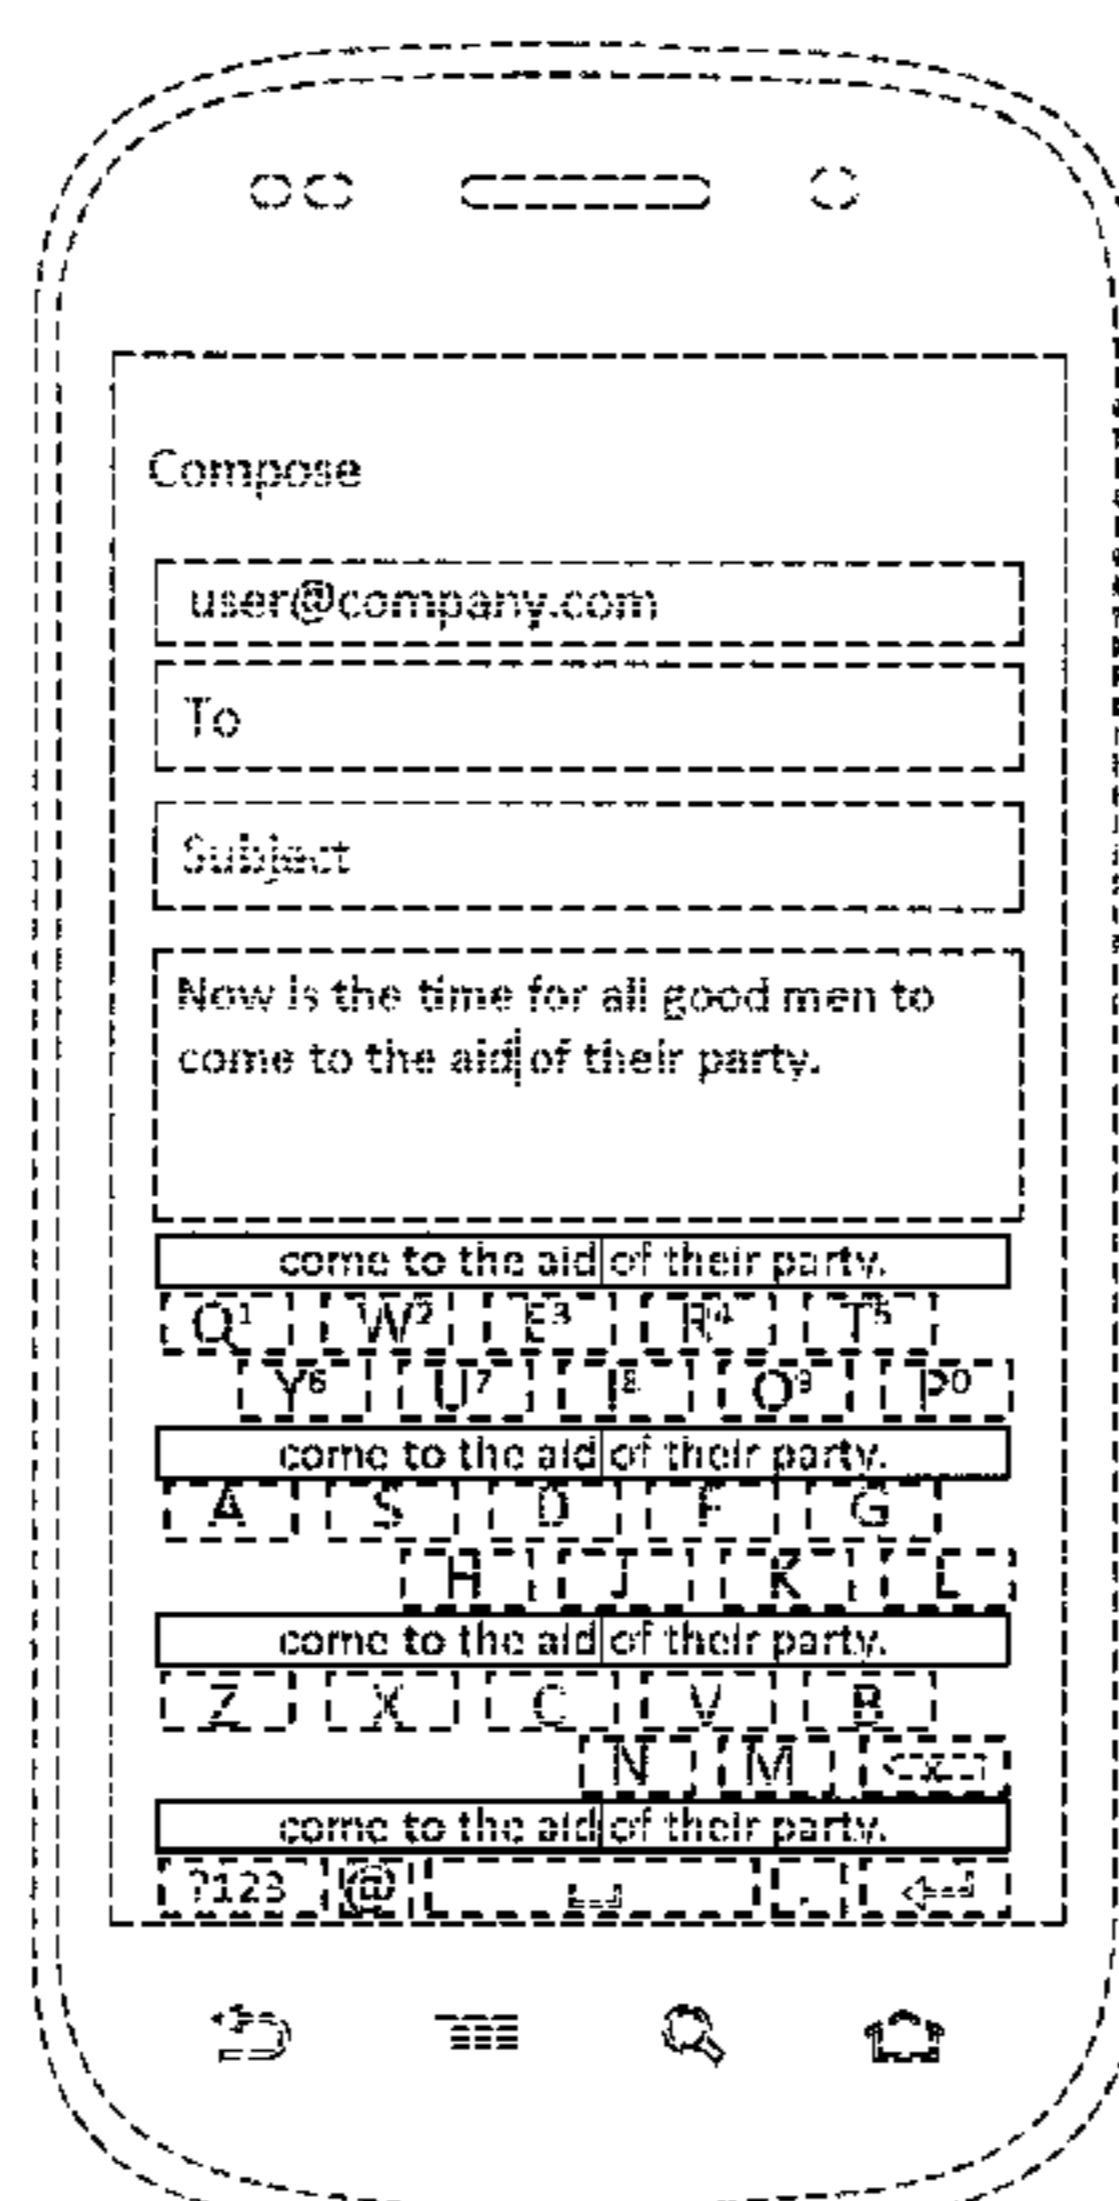 Compose
user@company.com
To
Subject
Now is the time for all good men to
come to the aid of their party.
come to the aid of their party.
Q1 W2 E3 R4 T5
Y6 U7 I8 O9 P0
come to the aid of their party.
A S D F G
H J K L
come to the aid of their party.
Z X C V B
N M x
come to the aid of their party.
?123 @ .